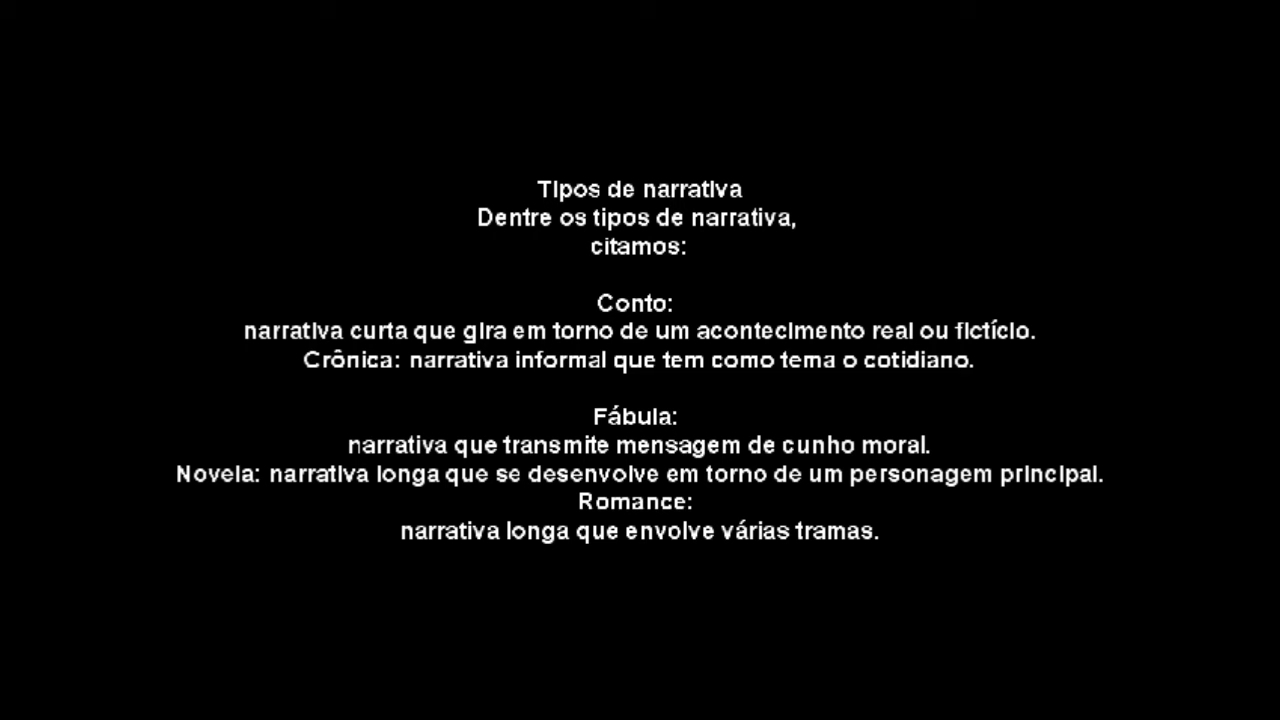 Tipos de narrativa
Dentre os tipos de narrativa,
citamos:
Conto:
narrativa curta que gira em torno de um acontecimento real ou fictício.
Crônica: narrativa informal que tem como tema o cotidiano.
Fábula:
narrativa que transmite mensagem de cunho moral.
Novela: narrativa longa que se desenvolve em torno de um personagem principal.
Romance:
narrativa longa que envolve várias tramas.